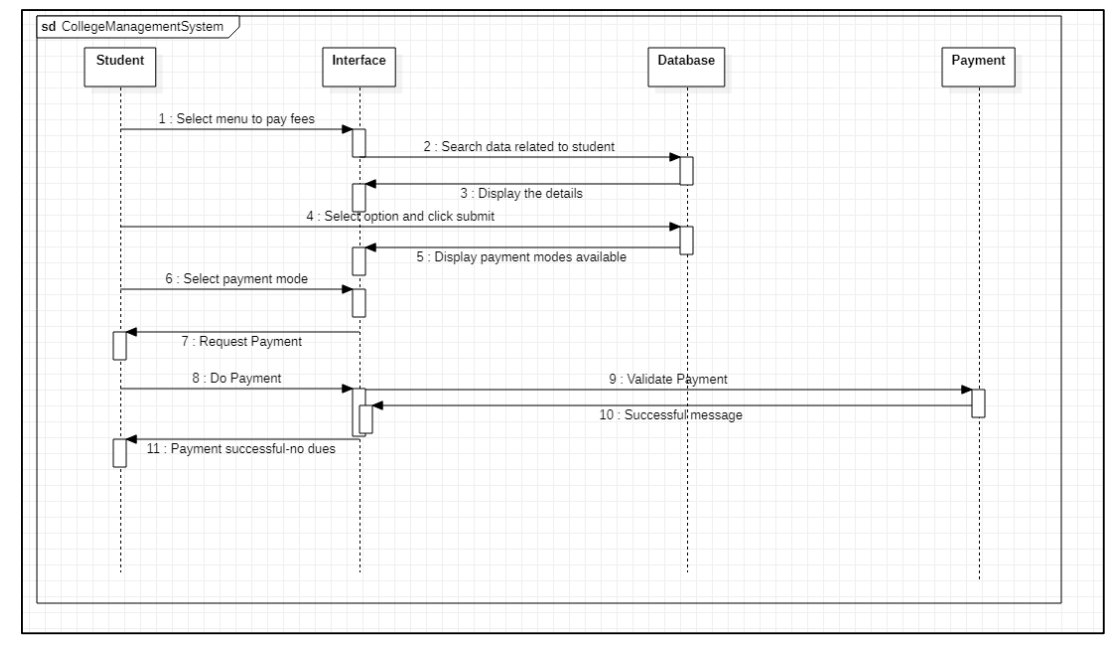 sd CollegeManagementSystem
Student
Interface
Database
Payment
1 : Select menu to pay fees
2 : Search data related to student
3 : Display the details
4 : Select option and click submit
5 : Display payment modes available
6 : Select payment mode
7 : Request Payment
8 : Do Payment
9 : Validate Payment
10 : Successful message
11 : Payment successful-no dues